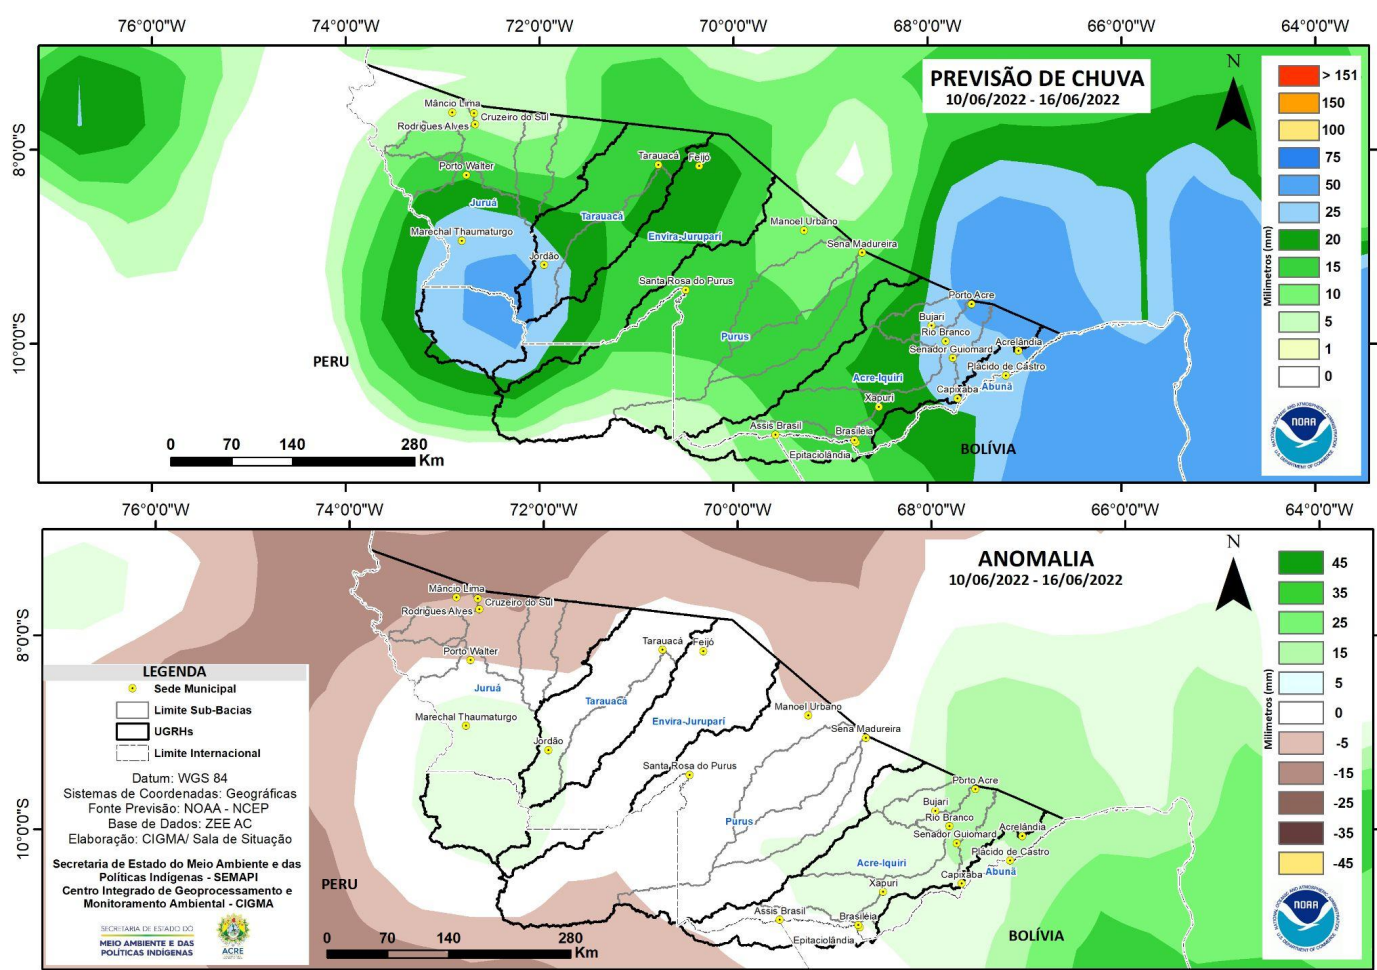 76°0'0"W
74°0'0"W
72°0'0"W
70°0'0"W
68°0'0"W
66°0'0"W
64°0'0"W
8°0'0"S
10°0'0"S
PREVISÃO DE CHUVA
10/06/2022 - 16/06/2022
N
Milimetros (mm)
> 151
150
100
75
50
25
20
15
10
5
1
0
NOAA
Mâncio Lima
Cruzeiro do Sul
Rodrigues Alves
Porto Walter
Juruá
Marechal Thaumaturgo
Jordão
Tarauacá
Feijó
Tarauacá
Envira-Jurupari
Manoel Urbano
Sena Madureira
Santa Rosa do Purus
Purus
Porto Acre
Bujari
Rio Branco
Senador Guiomard
Acrelândia
Plácido de Castro
Acre-Iquiri
Capixaba
Abunã
Xapuri
Assis Brasil
Brasiléia
Epitaciolândia
PERU
BOLÍVIA
0 70 140 280
Km
76°0'0"W
74°0'0"W
72°0'0"W
70°0'0"W
68°0'0"W
66°0'0"W
64°0'0"W
8°0'0"S
10°0'0"S
ANOMALIA
10/06/2022 - 16/06/2022
N
Milimetros (mm)
45
35
25
15
5
0
-5
-15
-25
-35
-45
NOAA
Mâncio Lima
Cruzeiro do Sul
Rodrigues Alves
Porto Walter
Juruá
Marechal Thaumaturgo
Jordão
Tarauacá
Feijó
Tarauacá
Envira-Jurupari
Manoel Urbano
Sena Madureira
Santa Rosa do Purus
Purus
Porto Acre
Bujari
Rio Branco
Senador Guiomard
Acrelândia
Plácido de Castro
Acre-Iquiri
Capixaba
Abunã
Xapuri
Assis Brasil
Brasiléia
Epitaciolândia
PERU
BOLÍVIA
0 70 140 280
Km
LEGENDA
Sede Municipal
Limite Sub-Bacias
UGRHs
Limite Internacional
Datum: WGS 84
Sistemas de Coordenadas: Geográficas
Fonte Previsão: NOAA - NCEP
Base de Dados: ZEE AC
Elaboração: CIGMA/ Sala de Situação
Secretaria de Estado do Meio Ambiente e das
Políticas Indígenas - SEMAPI
Centro Integrado de Geoprocessamento e
Monitoramento Ambiental - CIGMA
SECRETARIA DE ESTADO DO
MEIO AMBIENTE E DAS
POLÍTICAS INDÍGENAS
ACRE